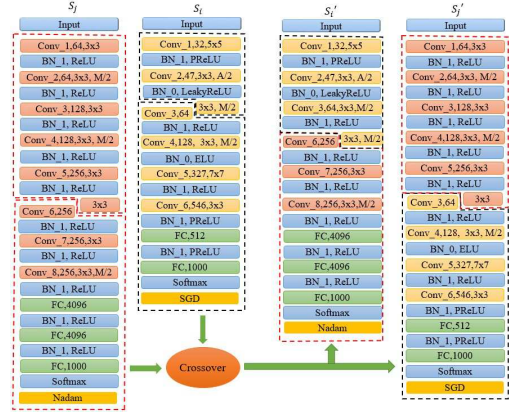 S_j
Input
Conv_1,64,3x3
BN_1, ReLU
Conv_2,64,3x3, M/2
BN_1, ReLU
Conv_3,128,3x3
BN_1, ReLU
Conv_4,128,3x3, M/2
BN_1, ReLU
Conv_5,256,3x3
BN_1, ReLU
Conv_6,256 3x3
BN_1, ReLU
Conv_7,256,3x3
BN_1, ReLU
Conv_8,256,3x3,M/2
BN_1, ReLU
FC,4096
BN_1, ReLU
FC,4096
BN_1, ReLU
FC,1000
Softmax
Nadam
S_i
Input
Conv_1,32,5x5
BN_1, PReLU
Conv_2,47,3x3, A/2
BN_0, LeakyReLU
Conv_3,64 3x3, M/2
BN_1, ReLU
Conv_4,128, 3x3, M/2
BN_0, ELU
Conv_5,327,7x7
BN_1, ReLU
Conv_6,546,3x3
BN_1, PReLU
FC,512
BN_1, PReLU
FC,1000
Softmax
SGD
Crossover
S_i'
Input
Conv_1,32,5x5
BN_1, PReLU
Conv_2,47,3x3, A/2
BN_0, LeakyReLU
Conv_3,64,3x3, M/2
BN_1, ReLU
Conv_6,256 3x3, M/2
BN_1, ReLU
Conv_7,256,3x3
BN_1, ReLU
Conv_8,256,3x3,M/2
BN_1, ReLU
FC,4096
BN_1, ReLU
FC,4096
BN_1, ReLU
FC,1000
Softmax
Nadam
S_j'
Input
Conv_1,64,3x3
BN_1, ReLU
Conv_2,64,3x3, M/2
BN_1, ReLU
Conv_3,128,3x3
BN_1, ReLU
Conv_4,128,3x3, M/2
BN_1, ReLU
Conv_5,256,3x3
BN_1, ReLU
Conv_3,64 3x3
BN_1, ReLU
Conv_4,128, 3x3, M/2
BN_0, ELU
Conv_5,327,7x7
BN_1, ReLU
Conv_6,546,3x3
BN_1, PReLU
FC,512
BN_1, PReLU
FC,1000
Softmax
SGD